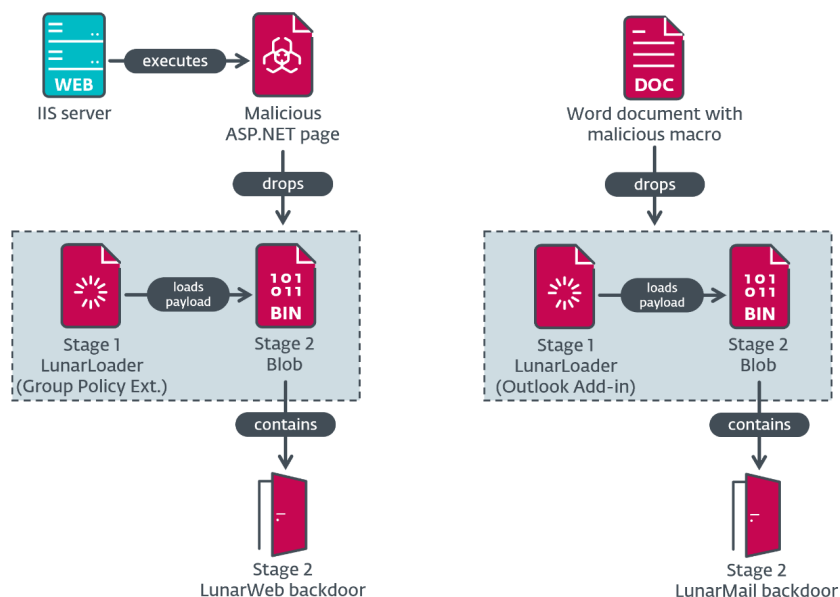 WEB
executes
IIS server
Malicious
ASP.NET page
drops
loads
payload
101
011
BIN
Stage 1
LunarLoader
(Group Policy Ext.)
Stage 2
Blob
contains
Stage 2
LunarWeb backdoor
DOC
Word document with
malicious macro
drops
loads
payload
101
011
BIN
Stage 1
LunarLoader
(Outlook Add-in)
Stage 2
Blob
contains
Stage 2
LunarMail backdoor